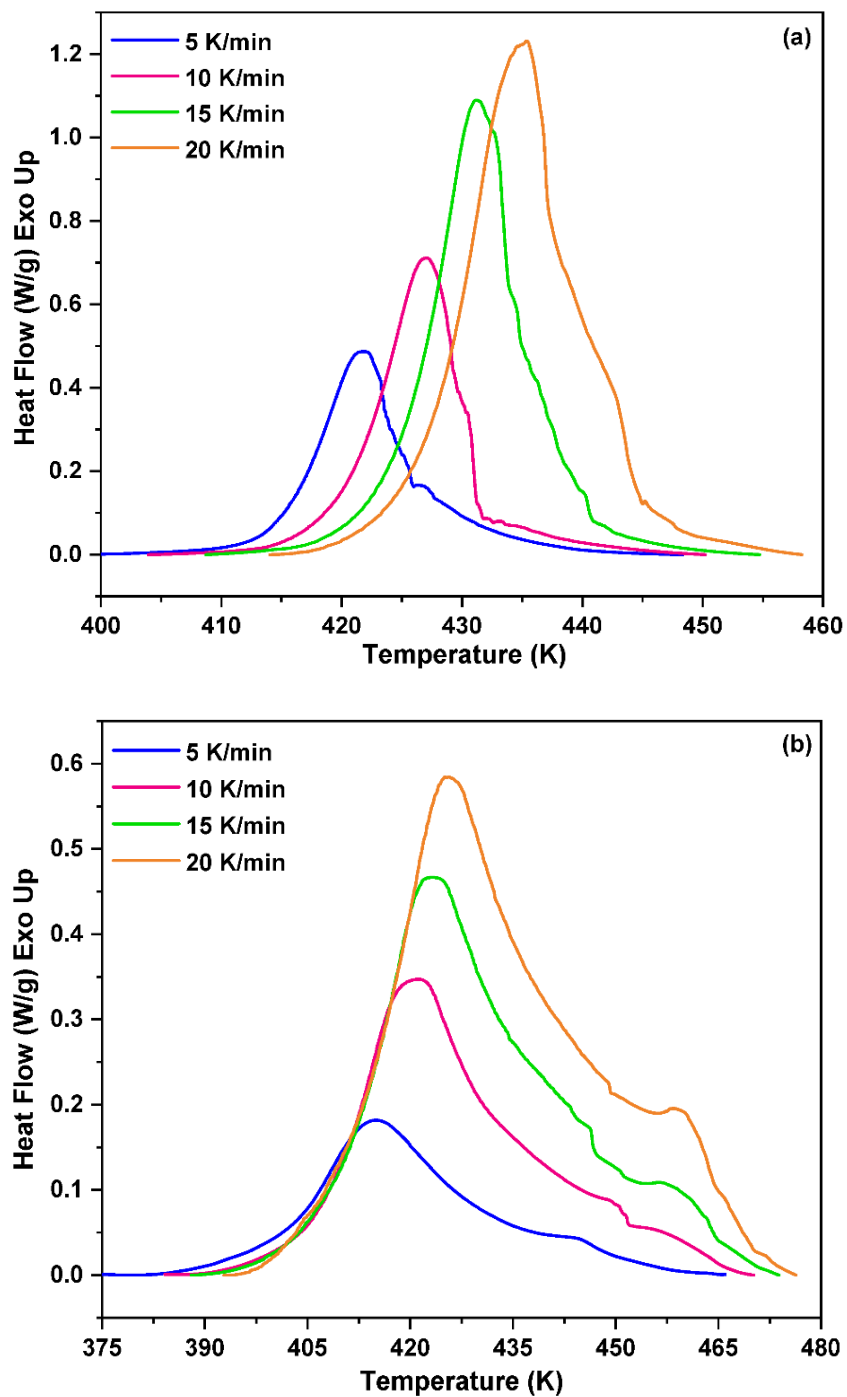 (a)
5 K/min
10 K/min
15 K/min
20 K/min
Heat Flow (W/g) Exo Up
1.2
1.0
0.8
0.6
0.4
0.2
0.0
400 410 420 430 440 450 460
Temperature (K)
(b)
5 K/min
10 K/min
15 K/min
20 K/min
Heat Flow (W/g) Exo Up
0.6
0.5
0.4
0.3
0.2
0.1
0.0
375 390 405 420 435 450 465 480
Temperature (K)